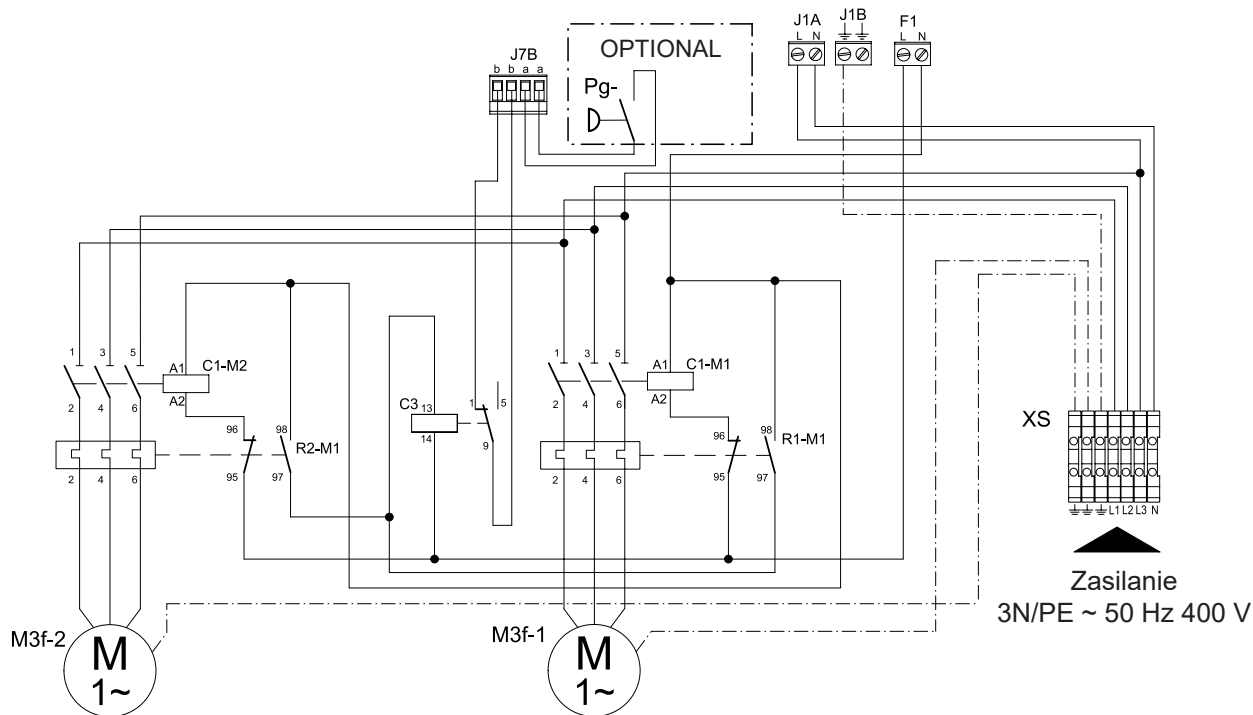 J7B
b b a a
OPTIONAL
Pg-
J1A J1B F1
L N
L N
1 3 5
A1
C1-M2
A2
2 4 6
96 98
R2-M1
95 97
2 4 6
C3
13
14
1 5
9
1 3 5
A1
C1-M1
A2
2 4 6
96 98
R1-M1
95 97
2 4 6
XS
L1 L2 L3 N
Zasilanie
3N/PE ~ 50 Hz 400 V
M3f-2
M
1~
M3f-1
M
1~